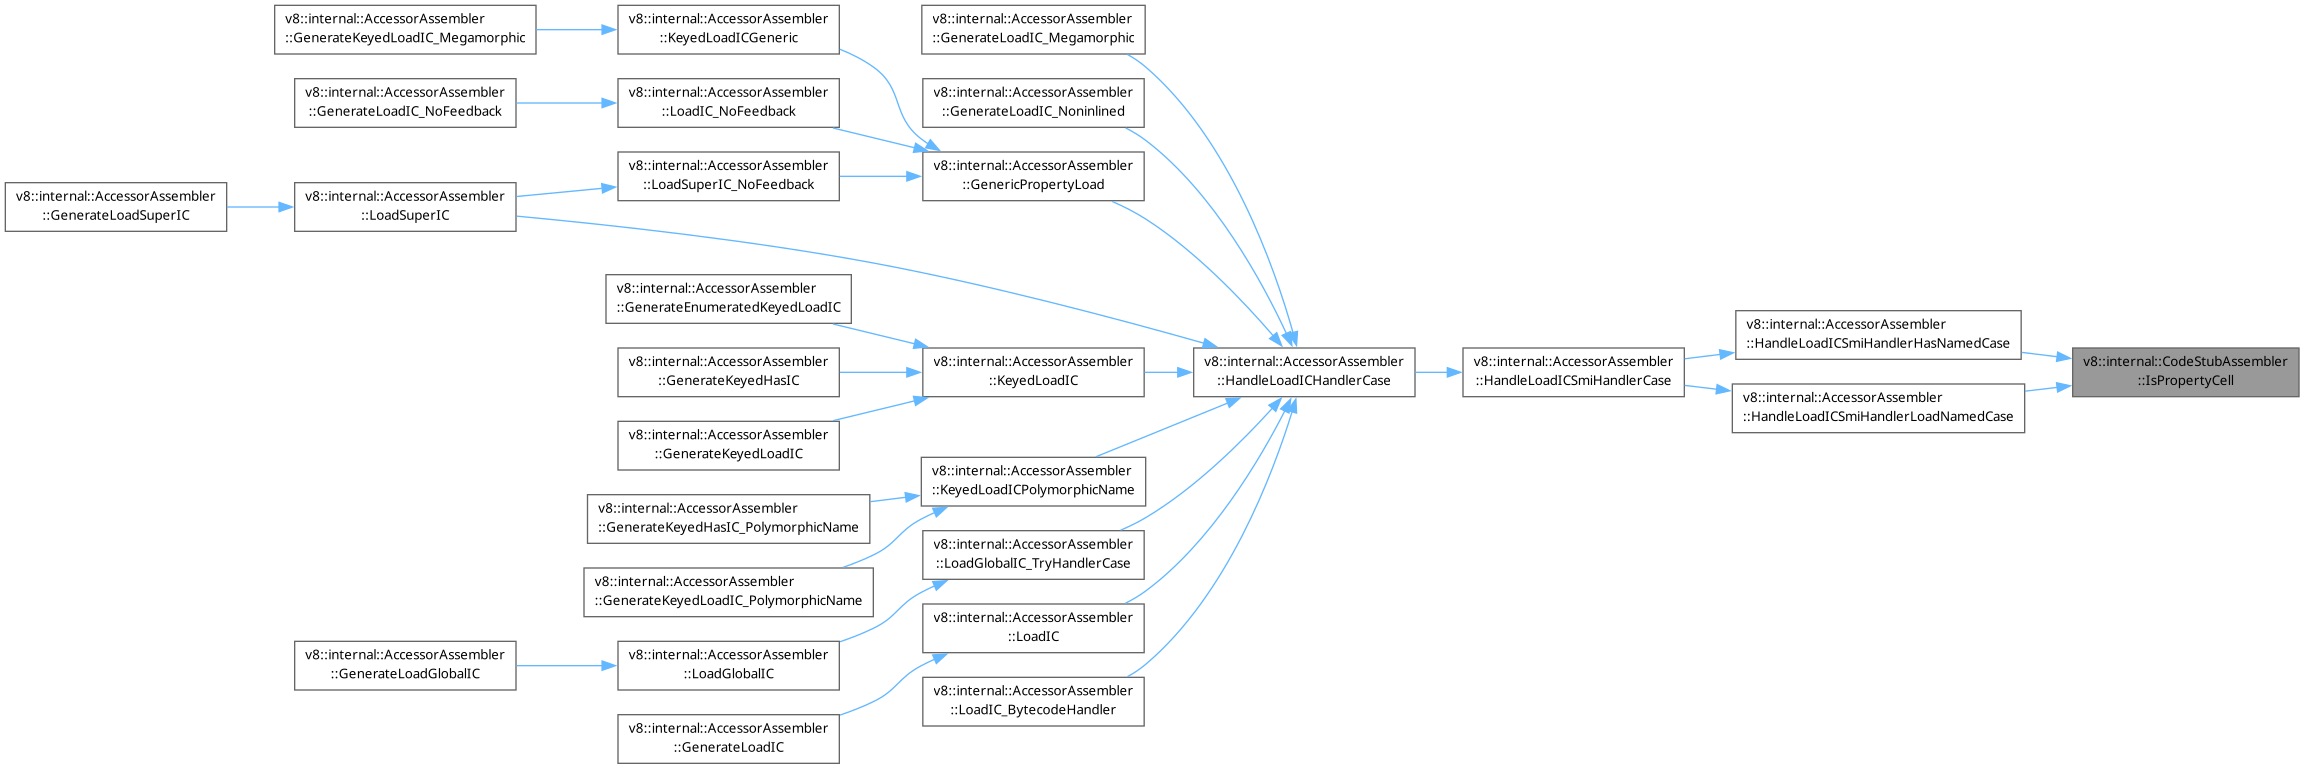 v8::internal::AccessorAssembler
::GenerateKeyedLoadIC_Megamorphic
v8::internal::AccessorAssembler
::KeyedLoadICGeneric
v8::internal::AccessorAssembler
::GenerateLoadIC_Megamorphic
v8::internal::AccessorAssembler
::GenerateLoadIC_NoFeedback
v8::internal::AccessorAssembler
::LoadIC_NoFeedback
v8::internal::AccessorAssembler
::GenerateLoadIC_Noninlined
v8::internal::AccessorAssembler
::GenerateLoadSuperIC
v8::internal::AccessorAssembler
::LoadSuperIC
v8::internal::AccessorAssembler
::LoadSuperIC_NoFeedback
v8::internal::AccessorAssembler
::GenericPropertyLoad
v8::internal::AccessorAssembler
::GenerateEnumeratedKeyedLoadIC
v8::internal::AccessorAssembler
::GenerateKeyedHasIC
v8::internal::AccessorAssembler
::KeyedLoadIC
v8::internal::AccessorAssembler
::HandleLoadICHandlerCase
v8::internal::AccessorAssembler
::HandleLoadICSmiHandlerCase
v8::internal::AccessorAssembler
::HandleLoadICSmiHandlerHasNamedCase
v8::internal::CodeStubAssembler
::IsPropertyCell
v8::internal::AccessorAssembler
::HandleLoadICSmiHandlerLoadNamedCase
v8::internal::AccessorAssembler
::GenerateKeyedLoadIC
v8::internal::AccessorAssembler
::KeyedLoadICPolymorphicName
v8::internal::AccessorAssembler
::GenerateKeyedHasIC_PolymorphicName
v8::internal::AccessorAssembler
::LoadGlobalIC_TryHandlerCase
v8::internal::AccessorAssembler
::GenerateKeyedLoadIC_PolymorphicName
v8::internal::AccessorAssembler
::LoadIC
v8::internal::AccessorAssembler
::GenerateLoadGlobalIC
v8::internal::AccessorAssembler
::LoadGlobalIC
v8::internal::AccessorAssembler
::LoadIC_BytecodeHandler
v8::internal::AccessorAssembler
::GenerateLoadIC